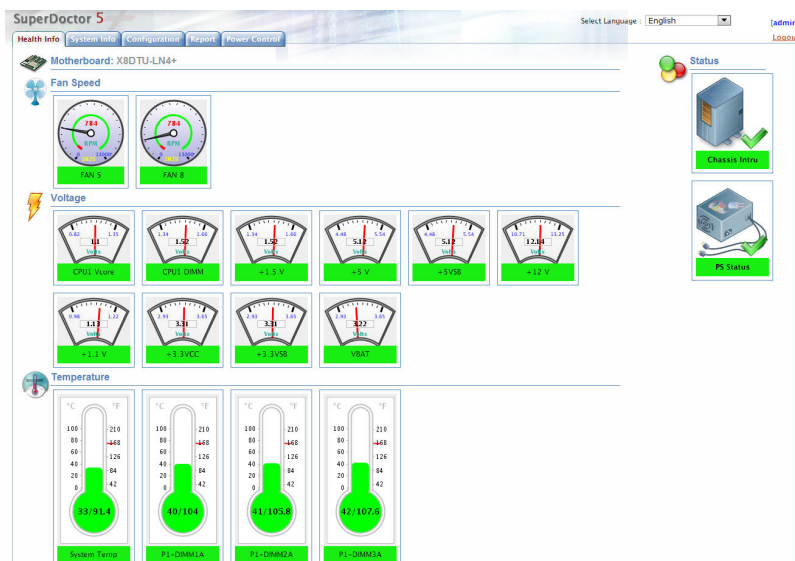 SuperDoctor 5
Select Language : English
[admin
Logou
Health Info System Info Configuration Report Power Control
Motherboard: X8DTU-LN4+
Status
Fan Speed
784 784
RPM RPM
0 11000 0 11000
FAN 5 FAN 8
Chassis Intru
Voltage
0.82 1.35 1.34 1.66 1.34 1.66 4.48 5.54 4.48 5.54 10.71 13.25
1.1 1.52 1.52 5.12 5.12
Volts Volts Volts Volts Volts Volts
CPU1 Vcore CPU1 DIMM +1.5 V +5 V +5VSB +12 V
PS Status
0.98 1.22 2.93 3.65 2.93 3.65 2.93 3.65
1.13 3.31 3.31 3.22
Volts Volts Volts Volts
+1.1 V +3.3VCC +3.3VSB VBAT
Temperature
°C °F °C °F °C °F °C °F
100 210 100 210 100 210 100 210
80 168 80 168 80 168 80 168
60 126 60 126 60 126 60 126
40 84 40 84 40 84 40 84
20 42 20 42 20 42 20 42
0 0 0 0
33/91.4 40/104 41/105.8 42/107.6
System Temp P1-DIMM1A P1-DIMM2A P1-DIMM3A